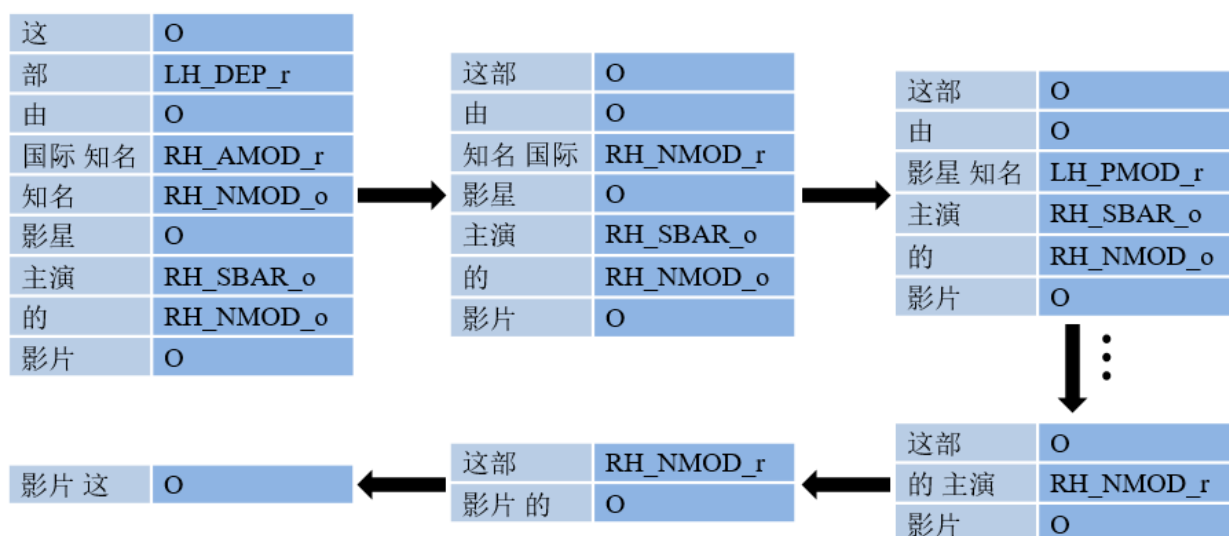 这 O
部 LH_DEP_r
由 O
国际 知名 RH_AMOD_r
知名 RH_NMOD_o
影星 O
主演 RH_SBAR_o
的 RH_NMOD_o
影片 O
这部 O
由 O
知名 国际 RH_NMOD_r
影星 O
主演 RH_SBAR_o
的 RH_NMOD_o
影片 O
这部 O
由 O
影星 知名 LH_PMOD_r
主演 RH_SBAR_o
的 RH_NMOD_o
影片 O
这部 O
的 主演 RH_NMOD_r
影片 O
这部 RH_NMOD_r
影片 的 O
影片 这 O